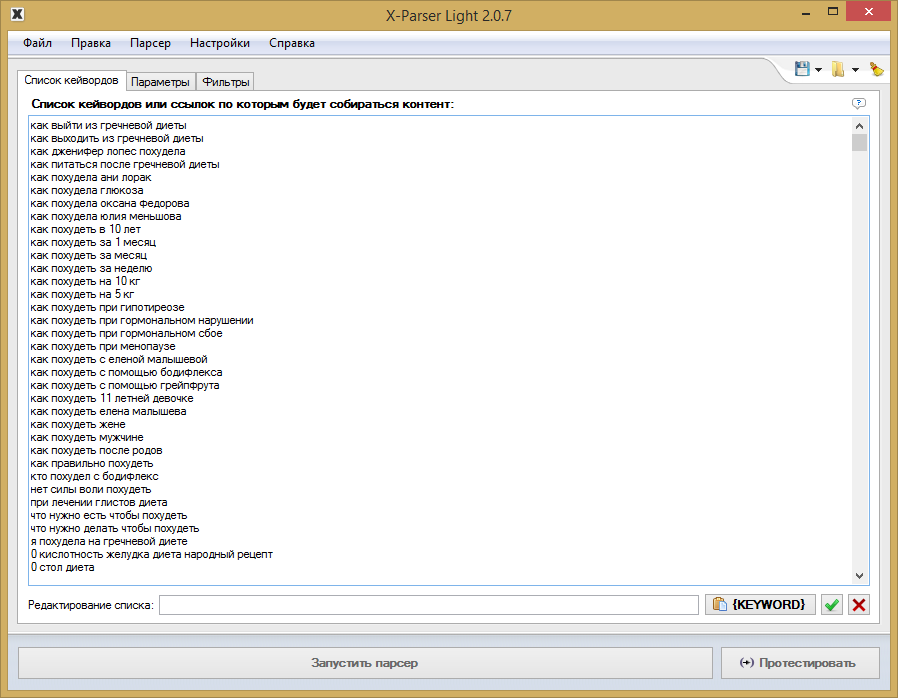 X-Parser Light 2.0.7
Файл Правка Парсер Настройки Справка
Список кейвордов Параметры Фильтры
Список кейвордов или ссылок по которым будет собираться контент:
как выйти из гречневой диеты
как выходить из гречневой диеты
как дженифер лопес похудела
как питаться после гречневой диеты
как похудела ани лорак
как похудела глюкоза
как похудела оксана федорова
как похудела юлия меньшова
как похудеть в 10 лет
как похудеть за 1 месяц
как похудеть за месяц
как похудеть за неделю
как похудеть на 10 кг
как похудеть на 5 кг
как похудеть при гипотиреозе
как похудеть при гормональном нарушении
как похудеть при гормональном сбое
как похудеть при менопаузе
как похудеть с еленой малышевой
как похудеть с помощью бодифлекса
как похудеть с помощью грейпфрута
как похудеть 11 летней девочке
как похудеть елена малышева
как похудеть жене
как похудеть мужчине
как похудеть после родов
как правильно похудеть
кто похудел с бодифлекс
нет силы воли похудеть
при лечении глистов диета
что нужно есть чтобы похудеть
что нужно делать чтобы похудеть
я похудела на гречневой диете
0 кислотность желудка диета народный рецепт
0 стол диета
Редактирование списка: {KEYWORD}
Запустить парсер Протестировать